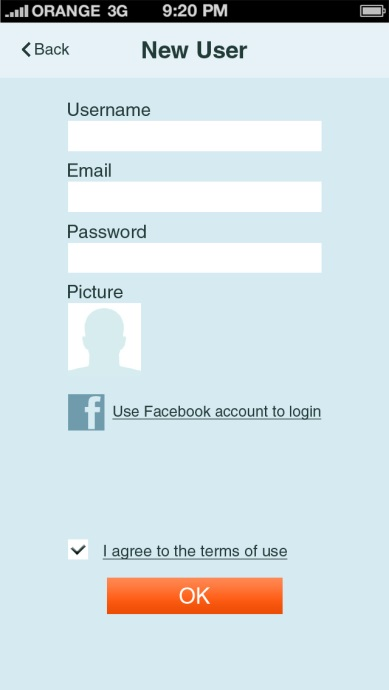 ORANGE 3G 9:20 PM
Back New User
Username
Email
Password
Picture
f Use Facebook account to login
I agree to the terms of use
OK